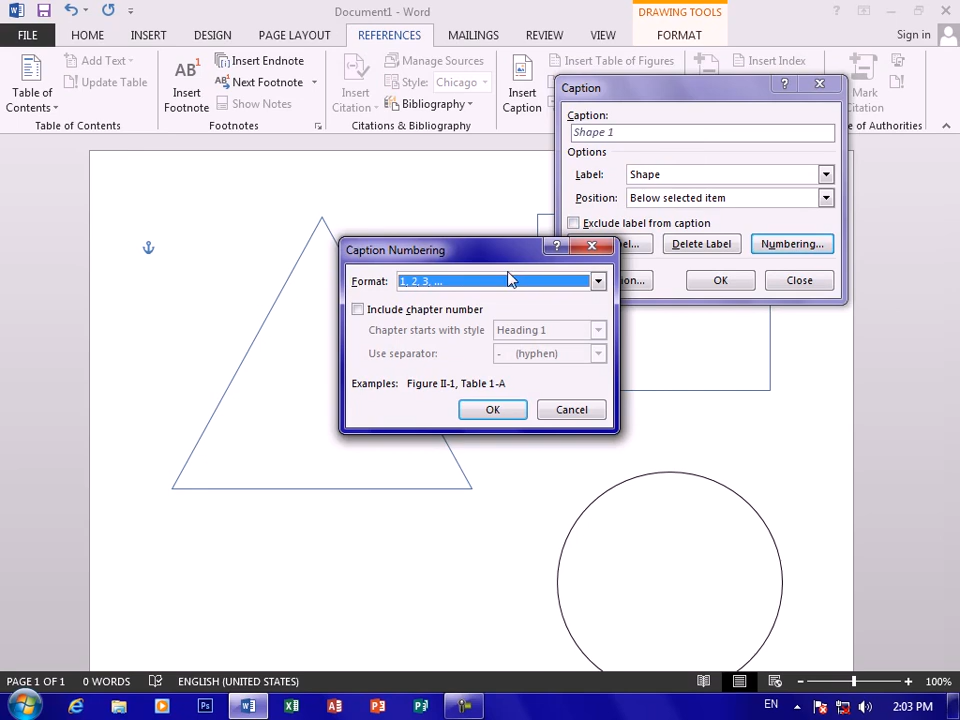 Document1 - Word
DRAWING TOOLS
Sign in
FILE HOME INSERT DESIGN PAGE LAYOUT REFERENCES MAILINGS REVIEW VIEW FORMAT
Table of Contents
Add Text
Update Table
Table of Contents
AB1
Insert Footnote
Insert Endnote
Next Footnote
Show Notes
Footnotes
Insert Citation
Manage Sources
Style: Chicago
Bibliography
Citations & Bibliography
Insert Caption
Insert Table of Figures
Insert Index
Mark Citation
e of Authorities
Caption
Caption:
Shape 1
Options
Label: Shape
Position: Below selected item
Exclude label from caption
el...
Delete Label
Numbering...
on...
OK
Close
Caption Numbering
Format: 1, 2, 3, ...
Include chapter number
Chapter starts with style Heading 1
Use separator: - (hyphen)
Examples: Figure II-1, Table 1-A
OK
Cancel
PAGE 1 OF 1 0 WORDS ENGLISH (UNITED STATES) 100%
EN 2:03 PM